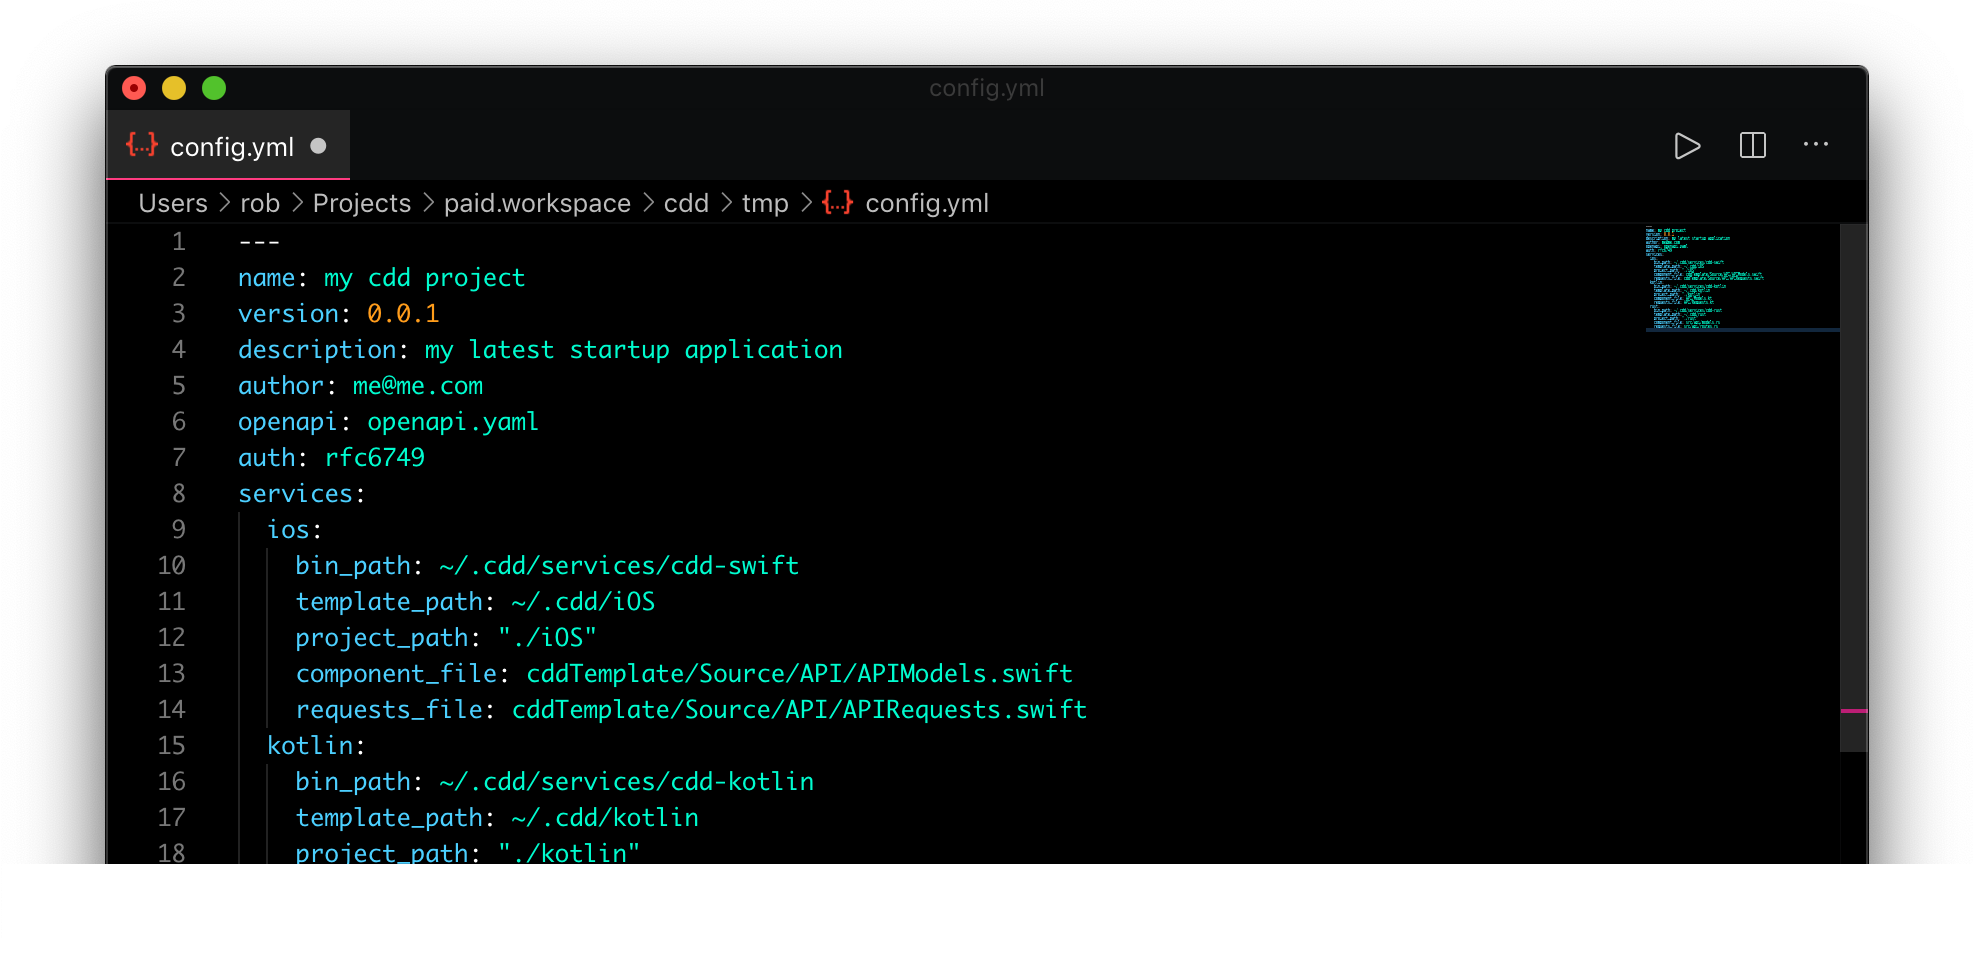 config.yml
{...} config.yml
Users > rob > Projects > paid.workspace > cdd > tmp > {...} config.yml
1 ---
2 name: my cdd project
3 version: 0.0.1
4 description: my latest startup application
5 author: me@me.com
6 openapi: openapi.yaml
7 auth: rfc6749
8 services:
9 ios:
10 bin_path: ~/.cdd/services/cdd-swift
11 template_path: ~/.cdd/iOS
12 project_path: "./iOS"
13 component_file: cddTemplate/Source/API/APIModels.swift
14 requests_file: cddTemplate/Source/API/APIRequests.swift
15 kotlin:
16 bin_path: ~/.cdd/services/cdd-kotlin
17 template_path: ~/.cdd/kotlin
18 project_path: "./kotlin"